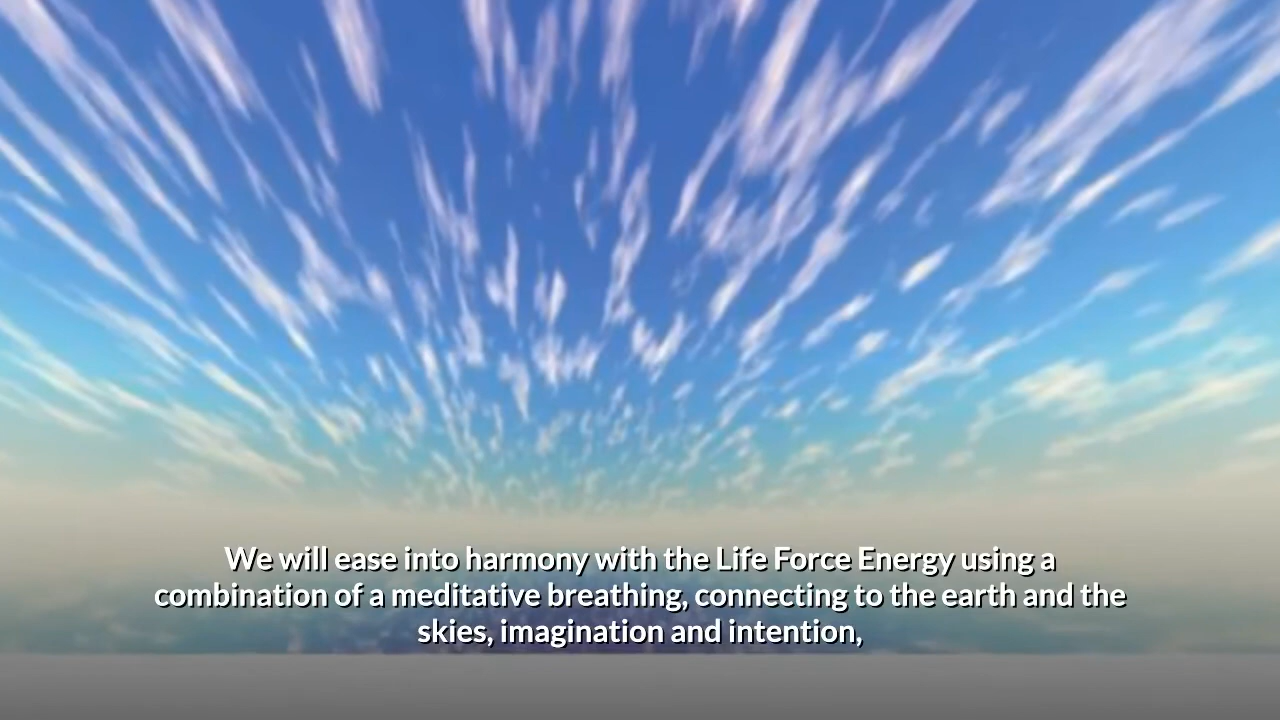 We will ease into harmony with the Life Force Energy using a
combination of a meditative breathing, connecting to the earth and the
skies, imagination and intention,